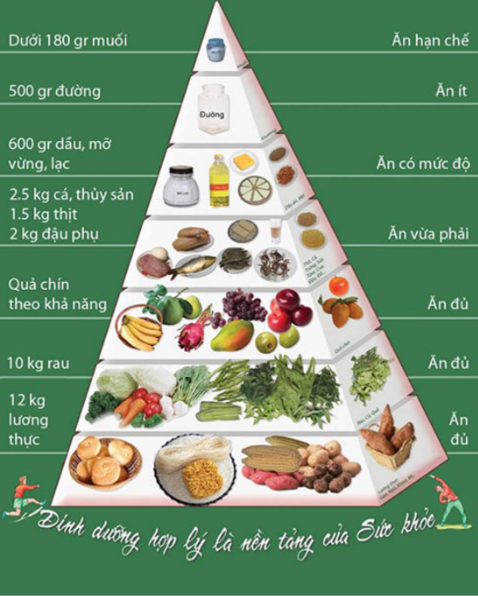 Dưới 180 gr muối
Ăn hạn chế
500 gr đường
Ăn ít
Đường
600 gr dầu, mỡ
vừng, lạc
Ăn có mức độ
2.5 kg cá, thủy sản
1.5 kg thịt
2 kg đậu phụ
Ăn vừa phải
Quả chín
theo khả năng
Ăn đủ
10 kg rau
Ăn đủ
12 kg
lương
thực
Ăn
đủ
Dinh dưỡng hợp lý là nền tảng của Sức khỏe